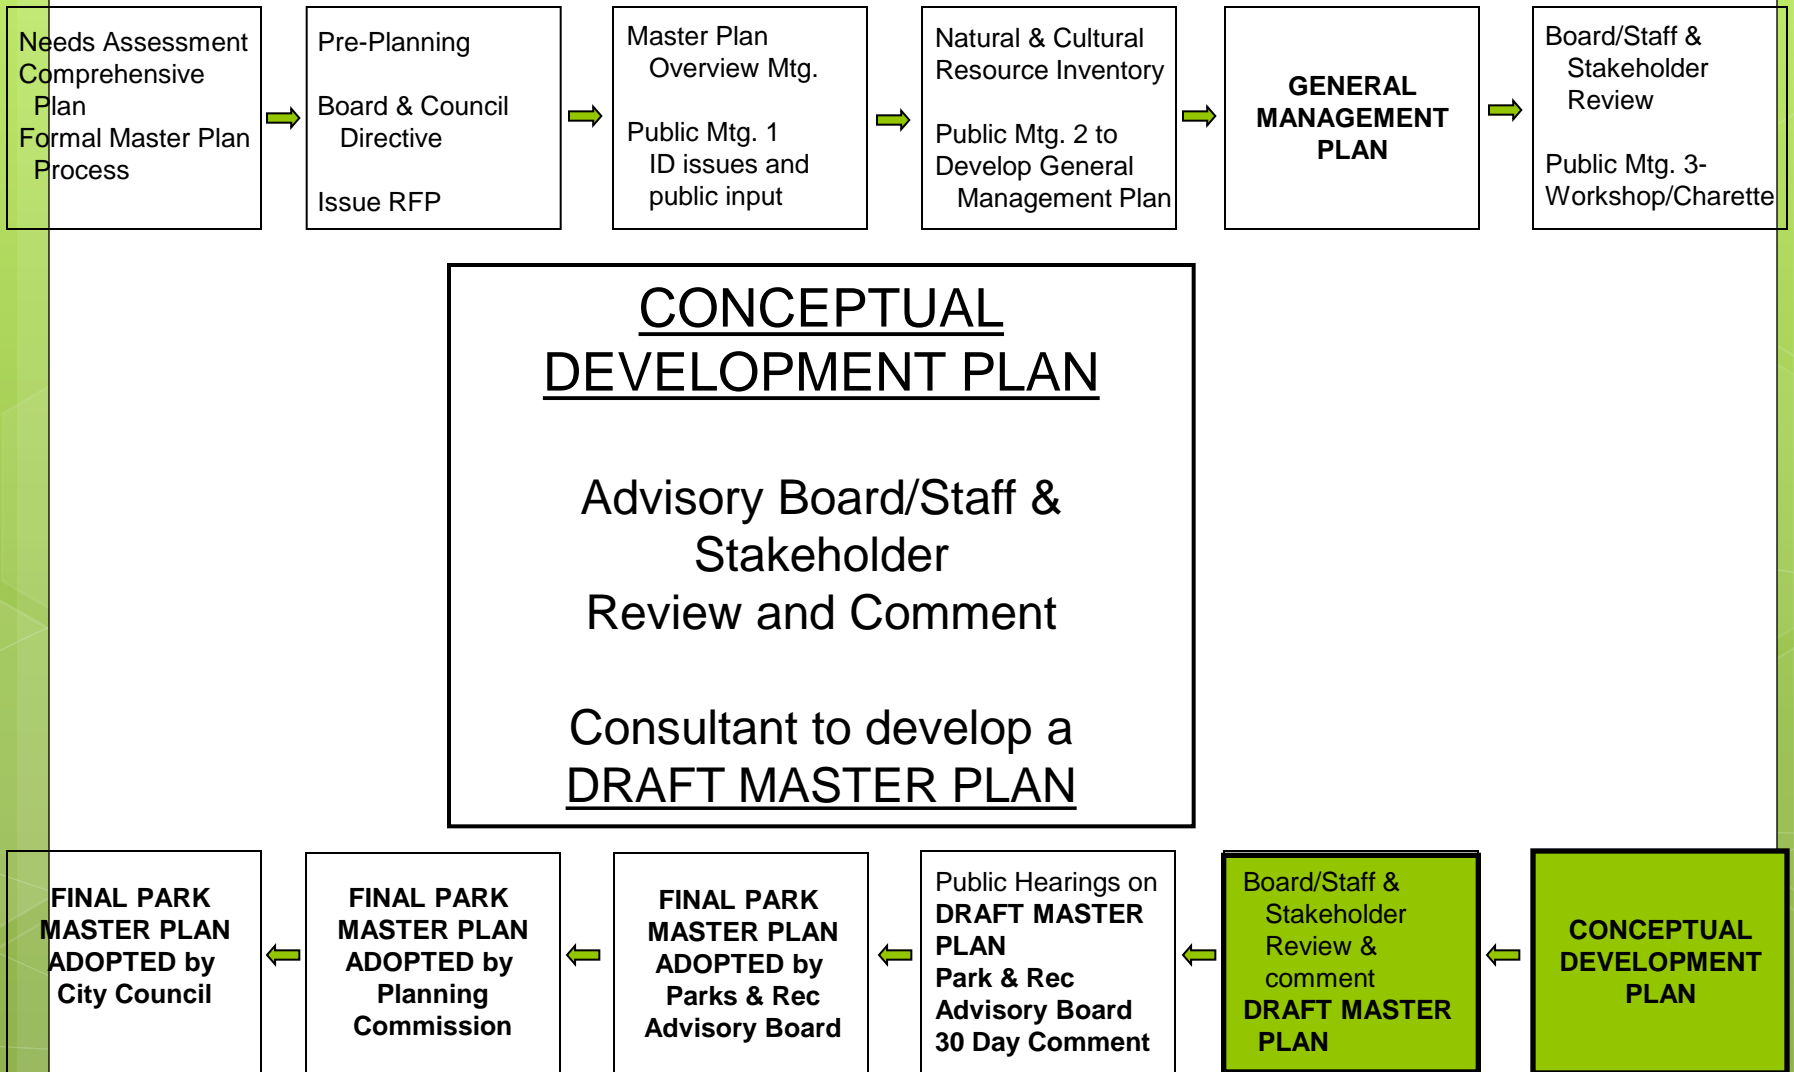 Needs Assessment
Comprehensive
Plan
Formal Master Plan
Process
Pre-Planning
Board & Council
Directive
Issue RFP
Master Plan
Overview Mtg.
Public Mtg. 1
ID issues and
public input
Natural & Cultural
Resource Inventory
Public Mtg. 2 to
Develop General
Management Plan
GENERAL
MANAGEMENT
PLAN
Board/Staff &
Stakeholder
Review
Public Mtg. 3-
Workshop/Charette
CONCEPTUAL
DEVELOPMENT PLAN
Advisory Board/Staff &
Stakeholder
Review and Comment
Consultant to develop a
DRAFT MASTER PLAN
FINAL PARK
MASTER PLAN
ADOPTED by
City Council
FINAL PARK
MASTER PLAN
ADOPTED by
Planning
Commission
FINAL PARK
MASTER PLAN
ADOPTED by
Parks & Rec
Advisory Board
Public Hearings on
DRAFT MASTER
PLAN
Park & Rec
Advisory Board
30 Day Comment
Board/Staff &
Stakeholder
Review &
comment
DRAFT MASTER
PLAN
CONCEPTUAL
DEVELOPMENT
PLAN